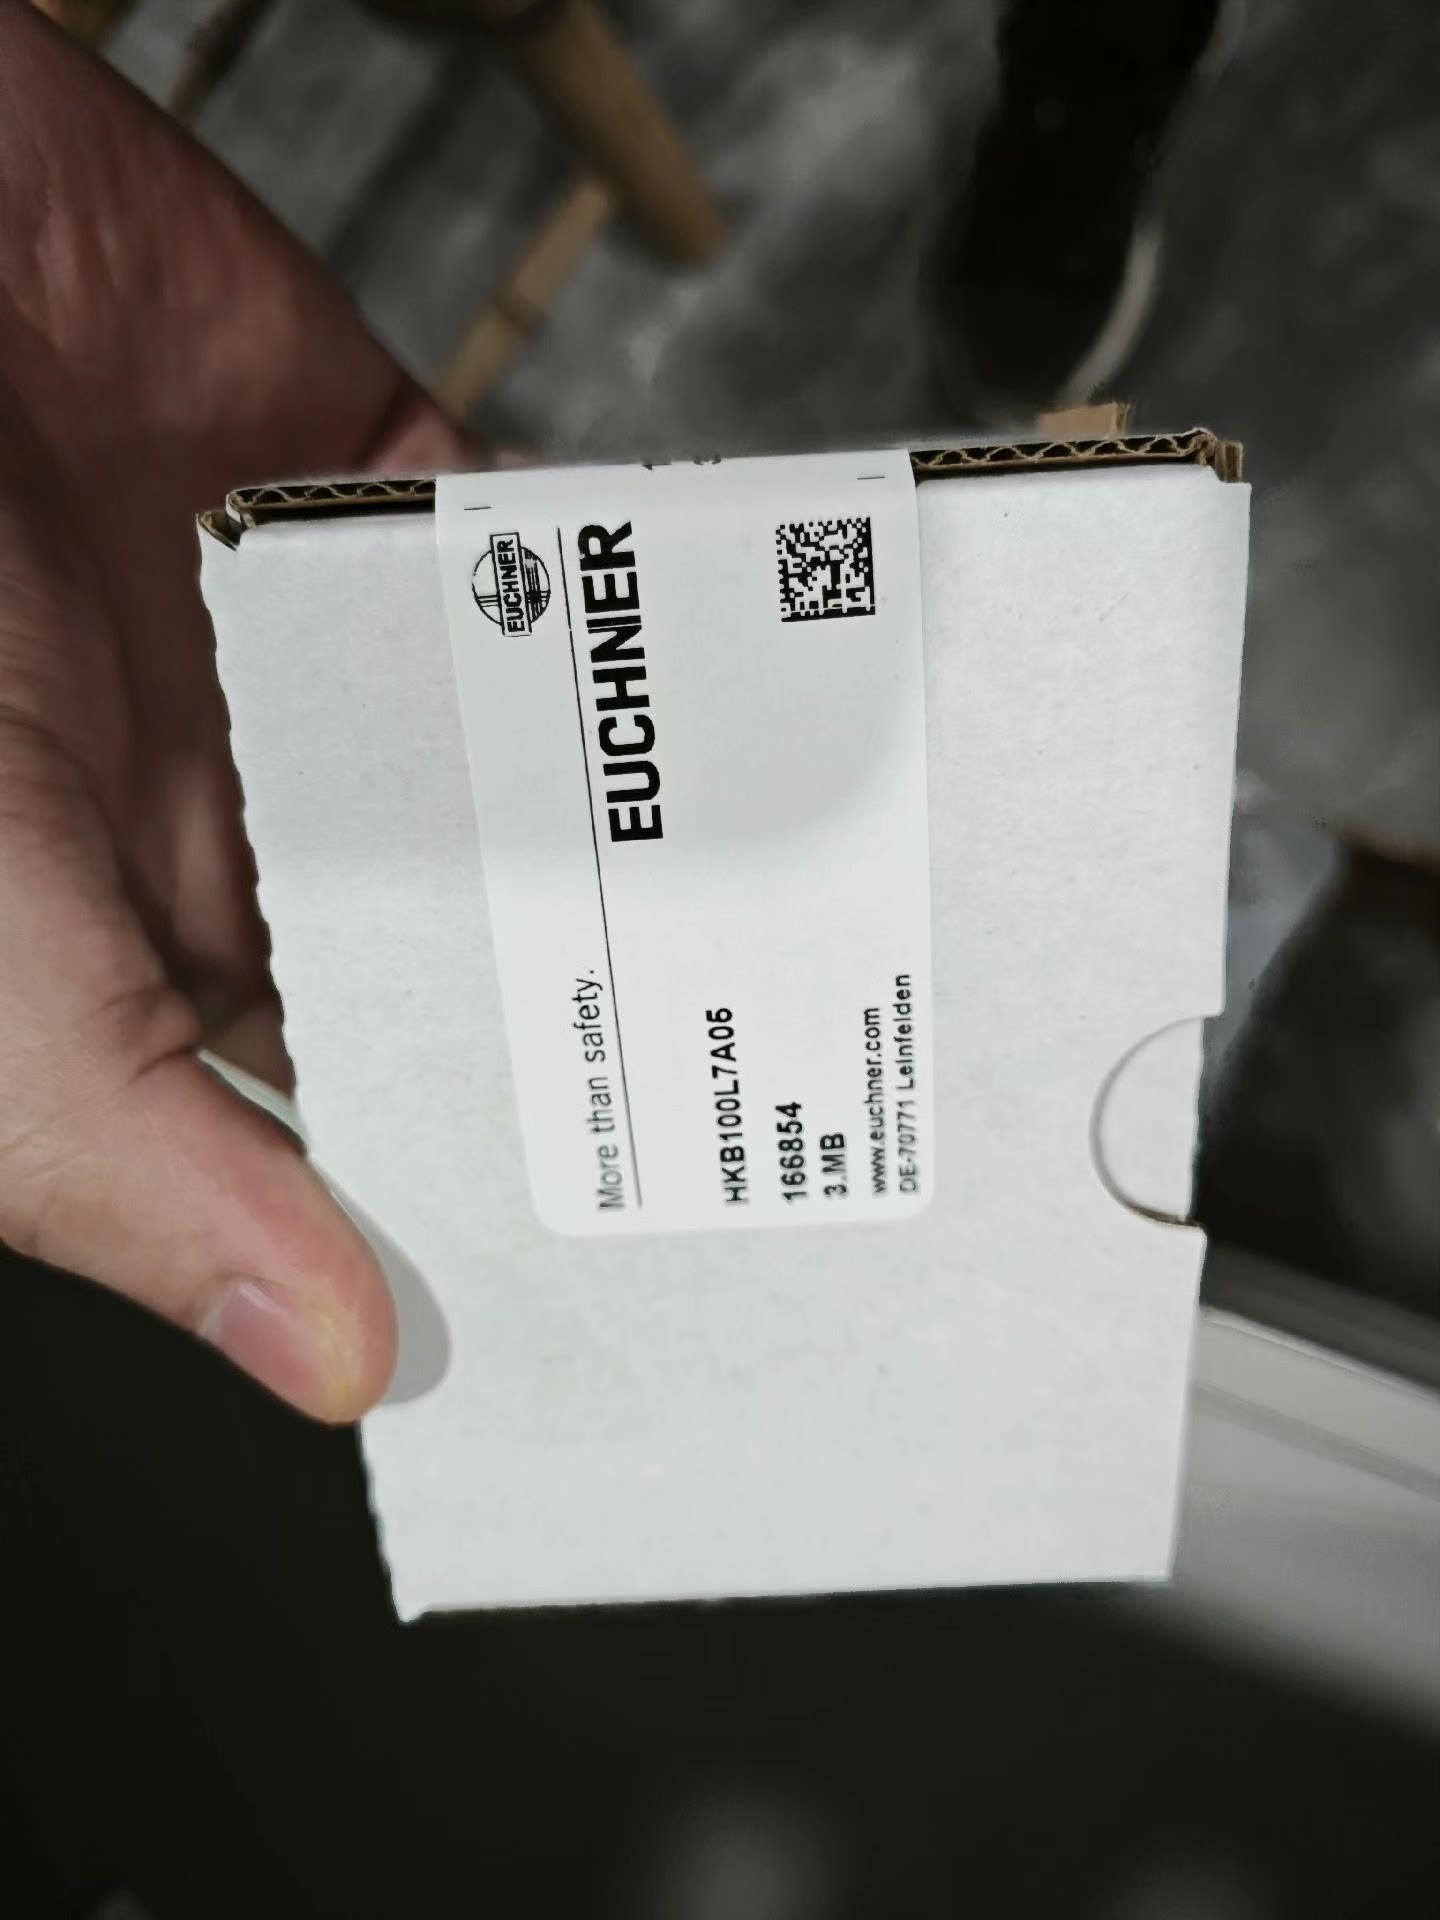 EUCHNER
More than safety.
EUCHNER
HKB100L7A05
166854
3.MB
www.euchner.com
DE-70771 Leinfelden